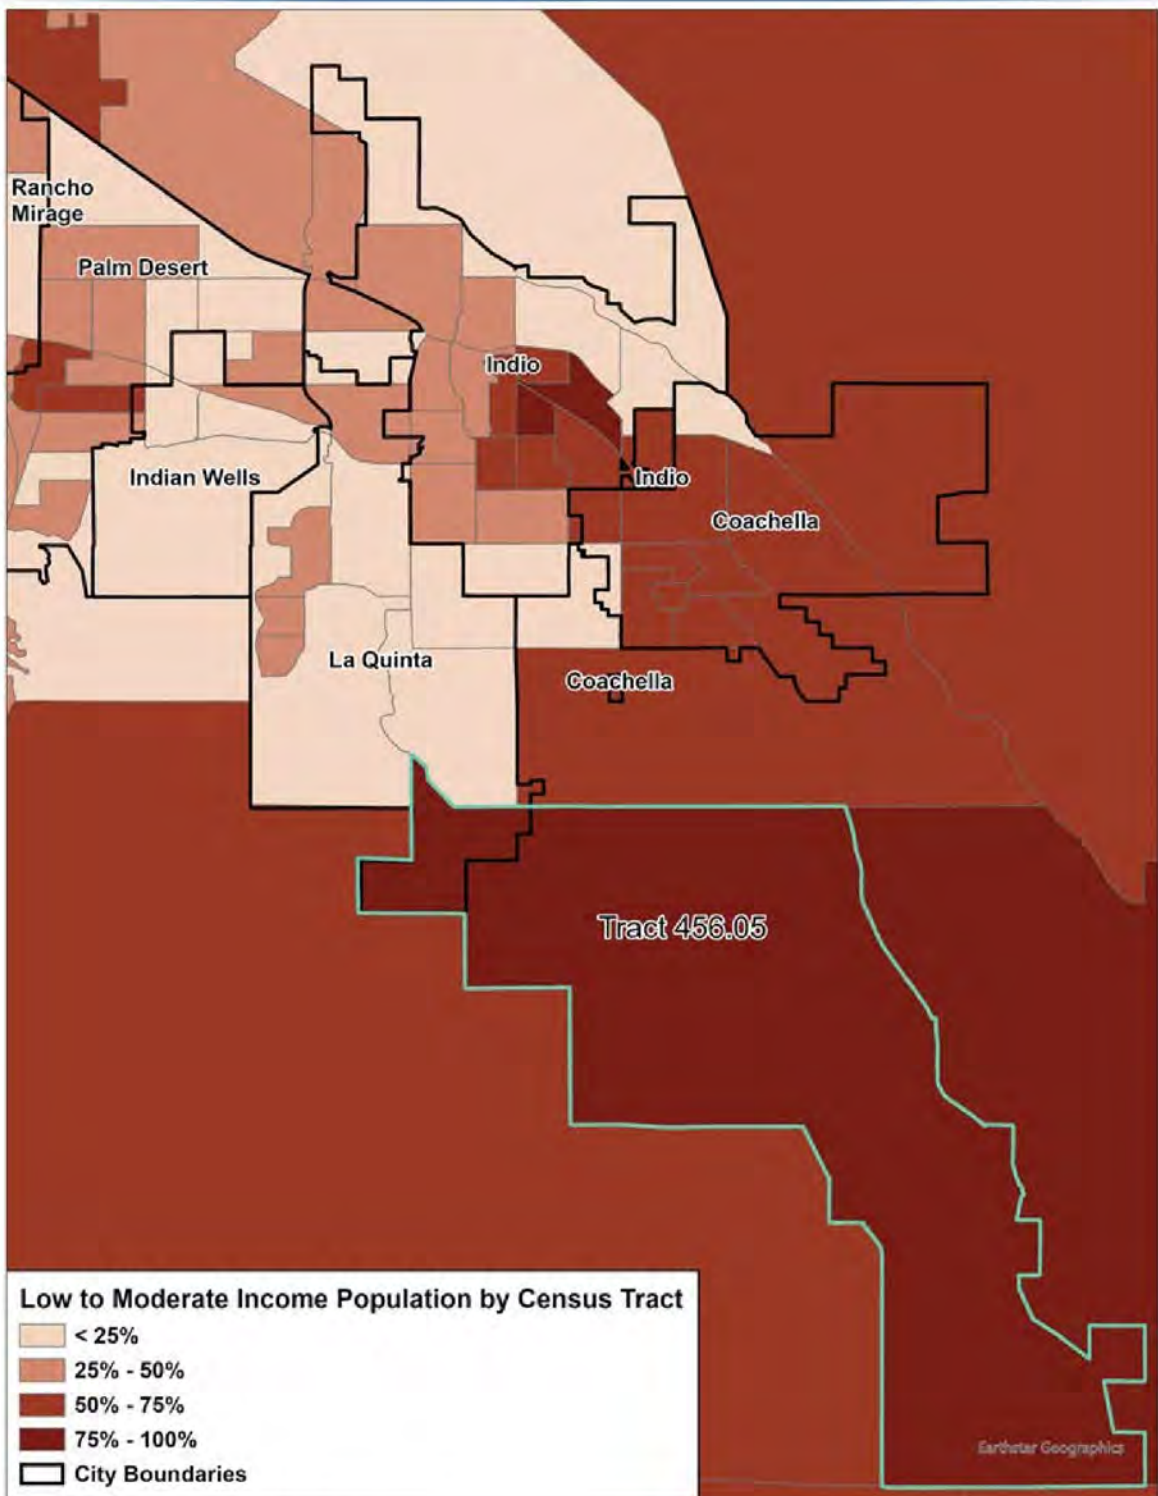 Rancho
Mirage
Palm Desert
Indio
Indian Wells
Indio
Coachella
La Quinta
Coachella
Tract 456.05
Low to Moderate Income Population by Census Tract
< 25%
25% - 50%
50% - 75%
75% - 100%
City Boundaries
Earthstar Geographics